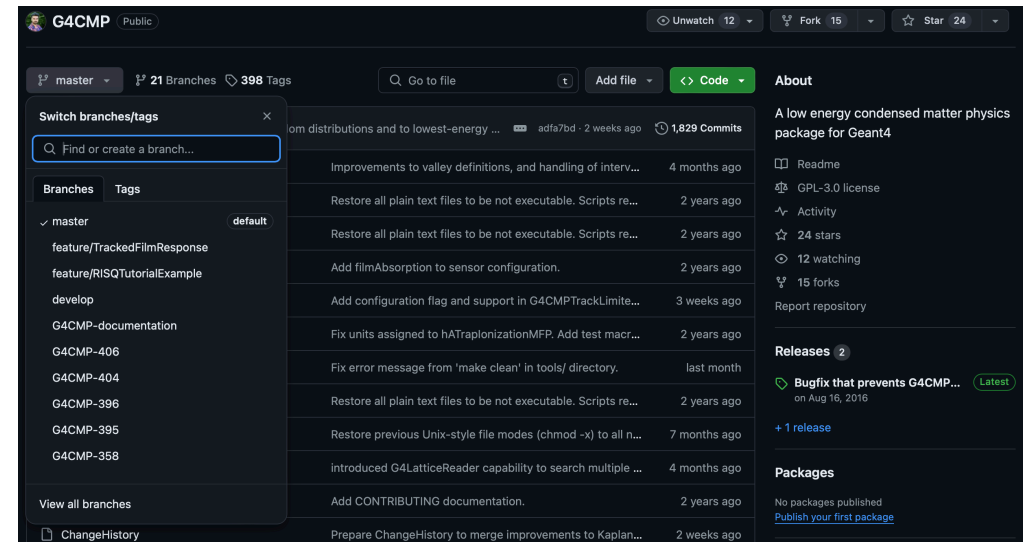 G4CMP Public
Unwatch 12
Fork 15
Star 24
master
21 Branches
398 Tags
Go to file
t
Add file
<> Code
Switch branches/tags
Find or create a branch...
Branches
Tags
master default
feature/TrackedFilmResponse
feature/RISQTutorialExample
develop
G4CMP-documentation
G4CMP-406
G4CMP-404
G4CMP-396
G4CMP-395
G4CMP-358
View all branches
om distributions and to lowest-energy ... adfa7bd · 2 weeks ago 1,829 Commits
Improvements to valley definitions, and handling of interv... 4 months ago
Restore all plain text files to be not executable. Scripts re... 2 years ago
Restore all plain text files to be not executable. Scripts re... 2 years ago
Add filmAbsorption to sensor configuration. 2 years ago
Add configuration flag and support in G4CMPTrackLimite... 3 weeks ago
Fix units assigned to hATrapIonizationMFP. Add test macr... 2 years ago
Fix error message from 'make clean' in tools/ directory. last month
Restore all plain text files to be not executable. Scripts re... 2 years ago
Restore previous Unix-style file modes (chmod -x) to all n... 7 months ago
introduced G4LatticeReader capability to search multiple ... 4 months ago
Add CONTRIBUTING documentation. 2 years ago
ChangeHistory Prepare ChangeHistory to merge improvements to Kaplan... 2 weeks ago
About
A low energy condensed matter physics
package for Geant4
Readme
GPL-3.0 license
Activity
24 stars
12 watching
15 forks
Report repository
Releases 2
Bugfix that prevents G4CMP... Latest
on Aug 16, 2016
+ 1 release
Packages
No packages published
Publish your first package